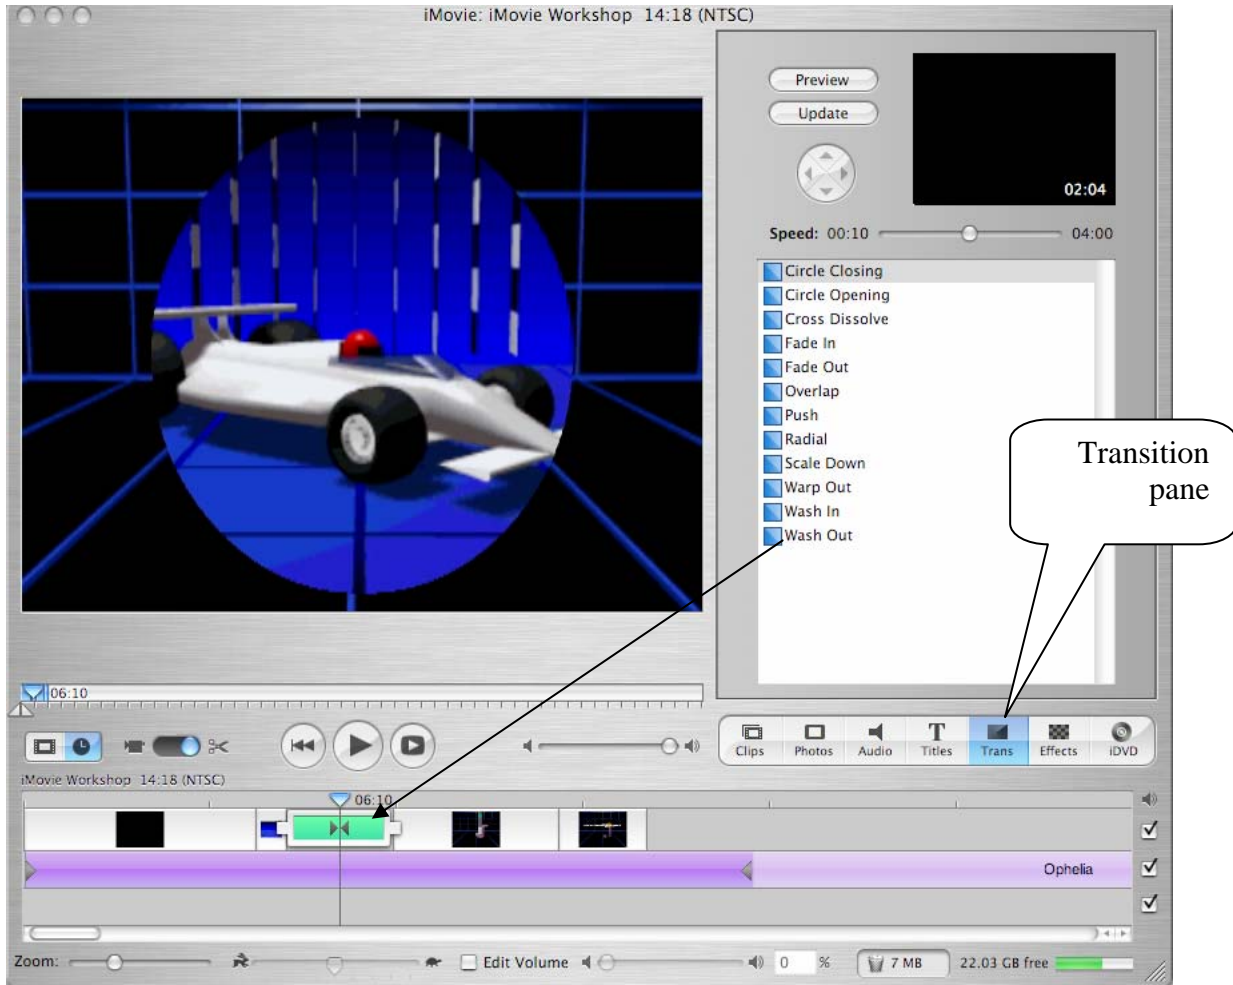 iMovie: iMovie Workshop 14:18 (NTSC)
Preview
Update
02:04
Speed: 00:10 04:00
Circle Closing
Circle Opening
Cross Dissolve
Fade In
Fade Out
Overlap
Push
Radial
Scale Down
Warp Out
Wash In
Wash Out
Transition
pane
06:10
Clips Photos Audio Titles Trans Effects iDVD
iMovie Workshop 14:18 (NTSC)
06:10
Ophelia
Zoom: Edit Volume 0 % 7 MB 22.03 GB free